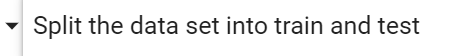 Split the data set into train and test